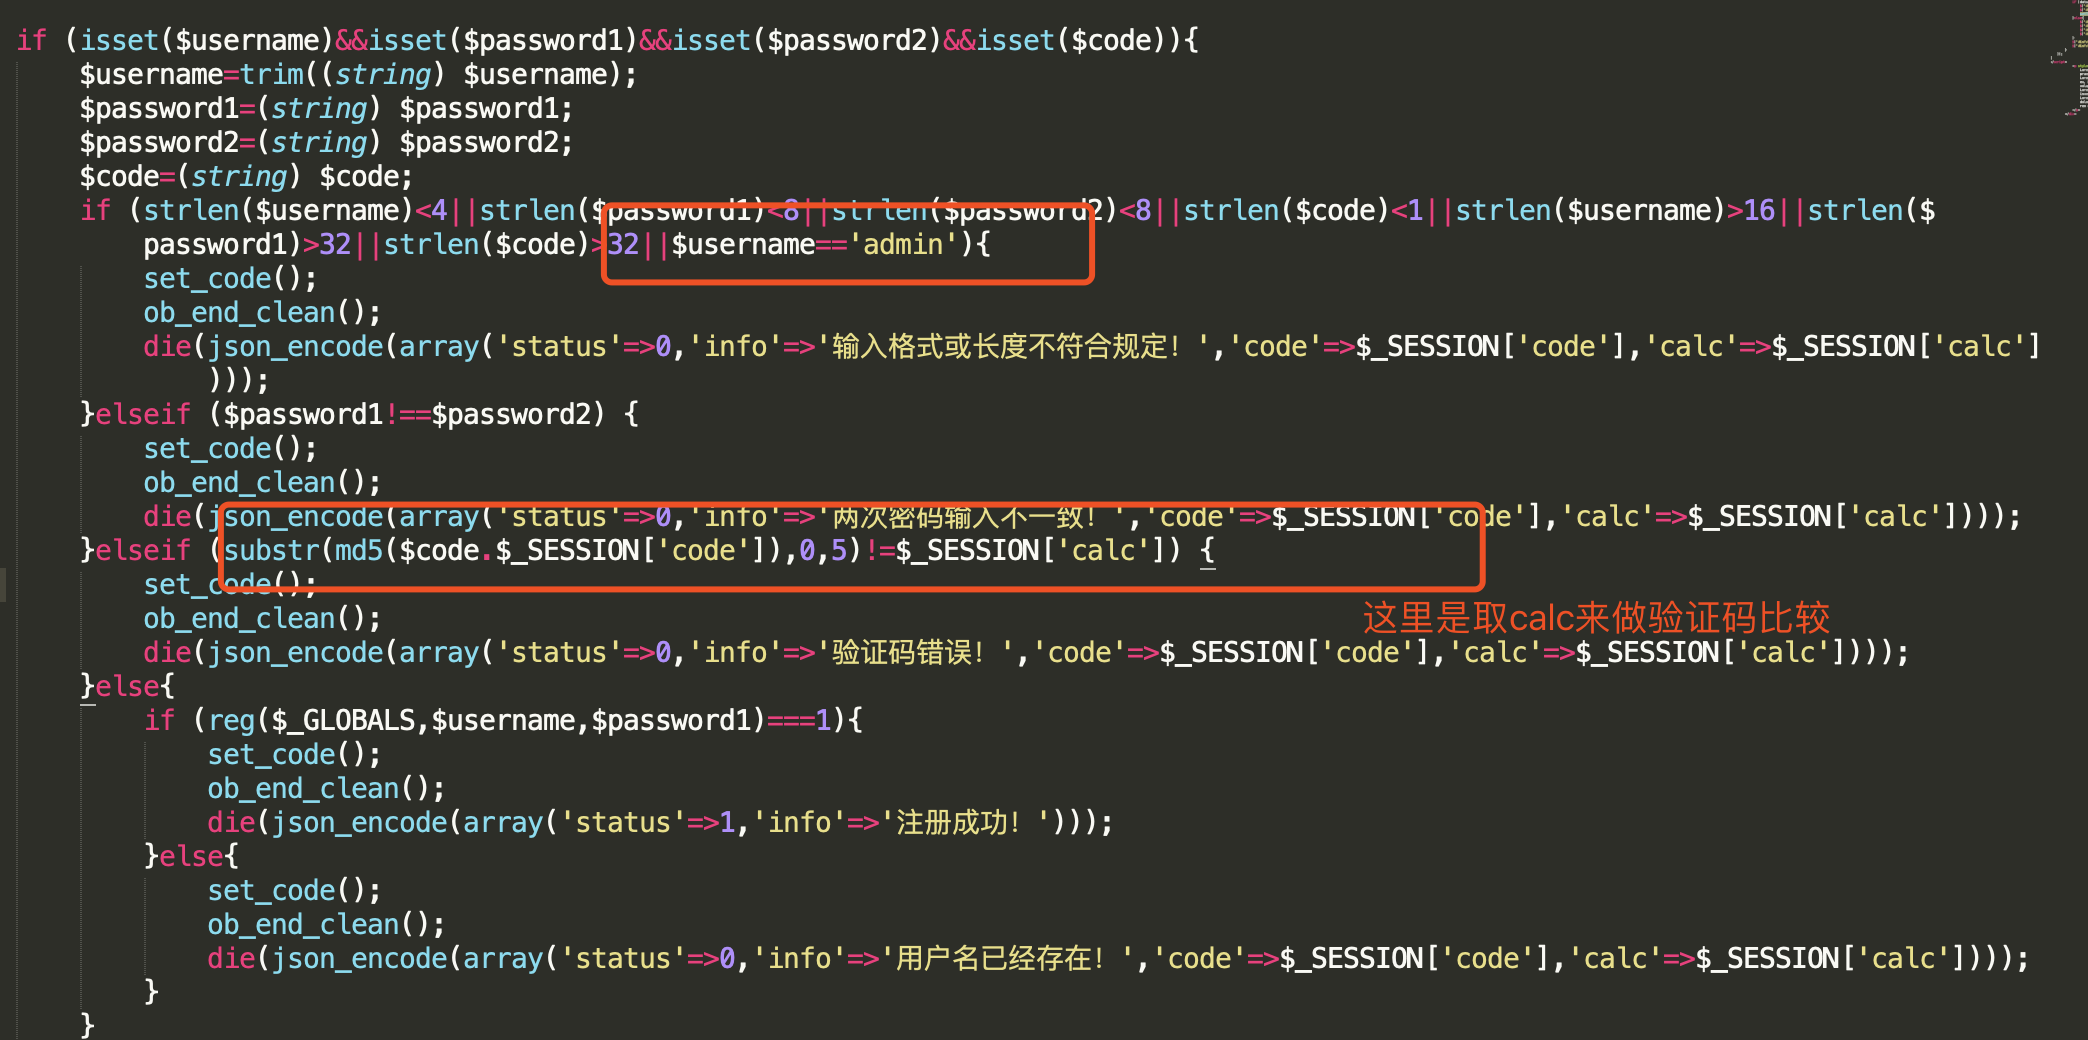 if (isset($username)&&isset($password1)&&isset($password2)&&isset($code)){
$username=trim((string) $username);
$password1=(string) $password1;
$password2=(string) $password2;
$code=(string) $code;
if (strlen($username)<4||strlen($password1)<8||strlen($password2)<8||strlen($code)<1||strlen($username)>16||strlen($
password1)>32||strlen($code)>32||$username=='admin'){
set_code();
ob_end_clean();
die(json_encode(array('status'=>0,'info'=>'输入格式或长度不符合规定！','code'=>$_SESSION['code'],'calc'=>$_SESSION['calc']
)));
}elseif ($password1!==$password2) {
set_code();
ob_end_clean();
die(json_encode(array('status'=>0,'info'=>'两次密码输入不一致！','code'=>$_SESSION['code'],'calc'=>$_SESSION['calc'])));
}elseif (substr(md5($code.$_SESSION['code']),0,5)!=$_SESSION['calc']) {
set_code();
ob_end_clean();
这里是取calc来做验证码比较
die(json_encode(array('status'=>0,'info'=>'验证码错误！','code'=>$_SESSION['code'],'calc'=>$_SESSION['calc'])));
}else{
if (reg($_GLOBALS,$username,$password1)===1){
set_code();
ob_end_clean();
die(json_encode(array('status'=>1,'info'=>'注册成功！')));
}else{
set_code();
ob_end_clean();
die(json_encode(array('status'=>0,'info'=>'用户名已经存在！','code'=>$_SESSION['code'],'calc'=>$_SESSION['calc'])));
}
}